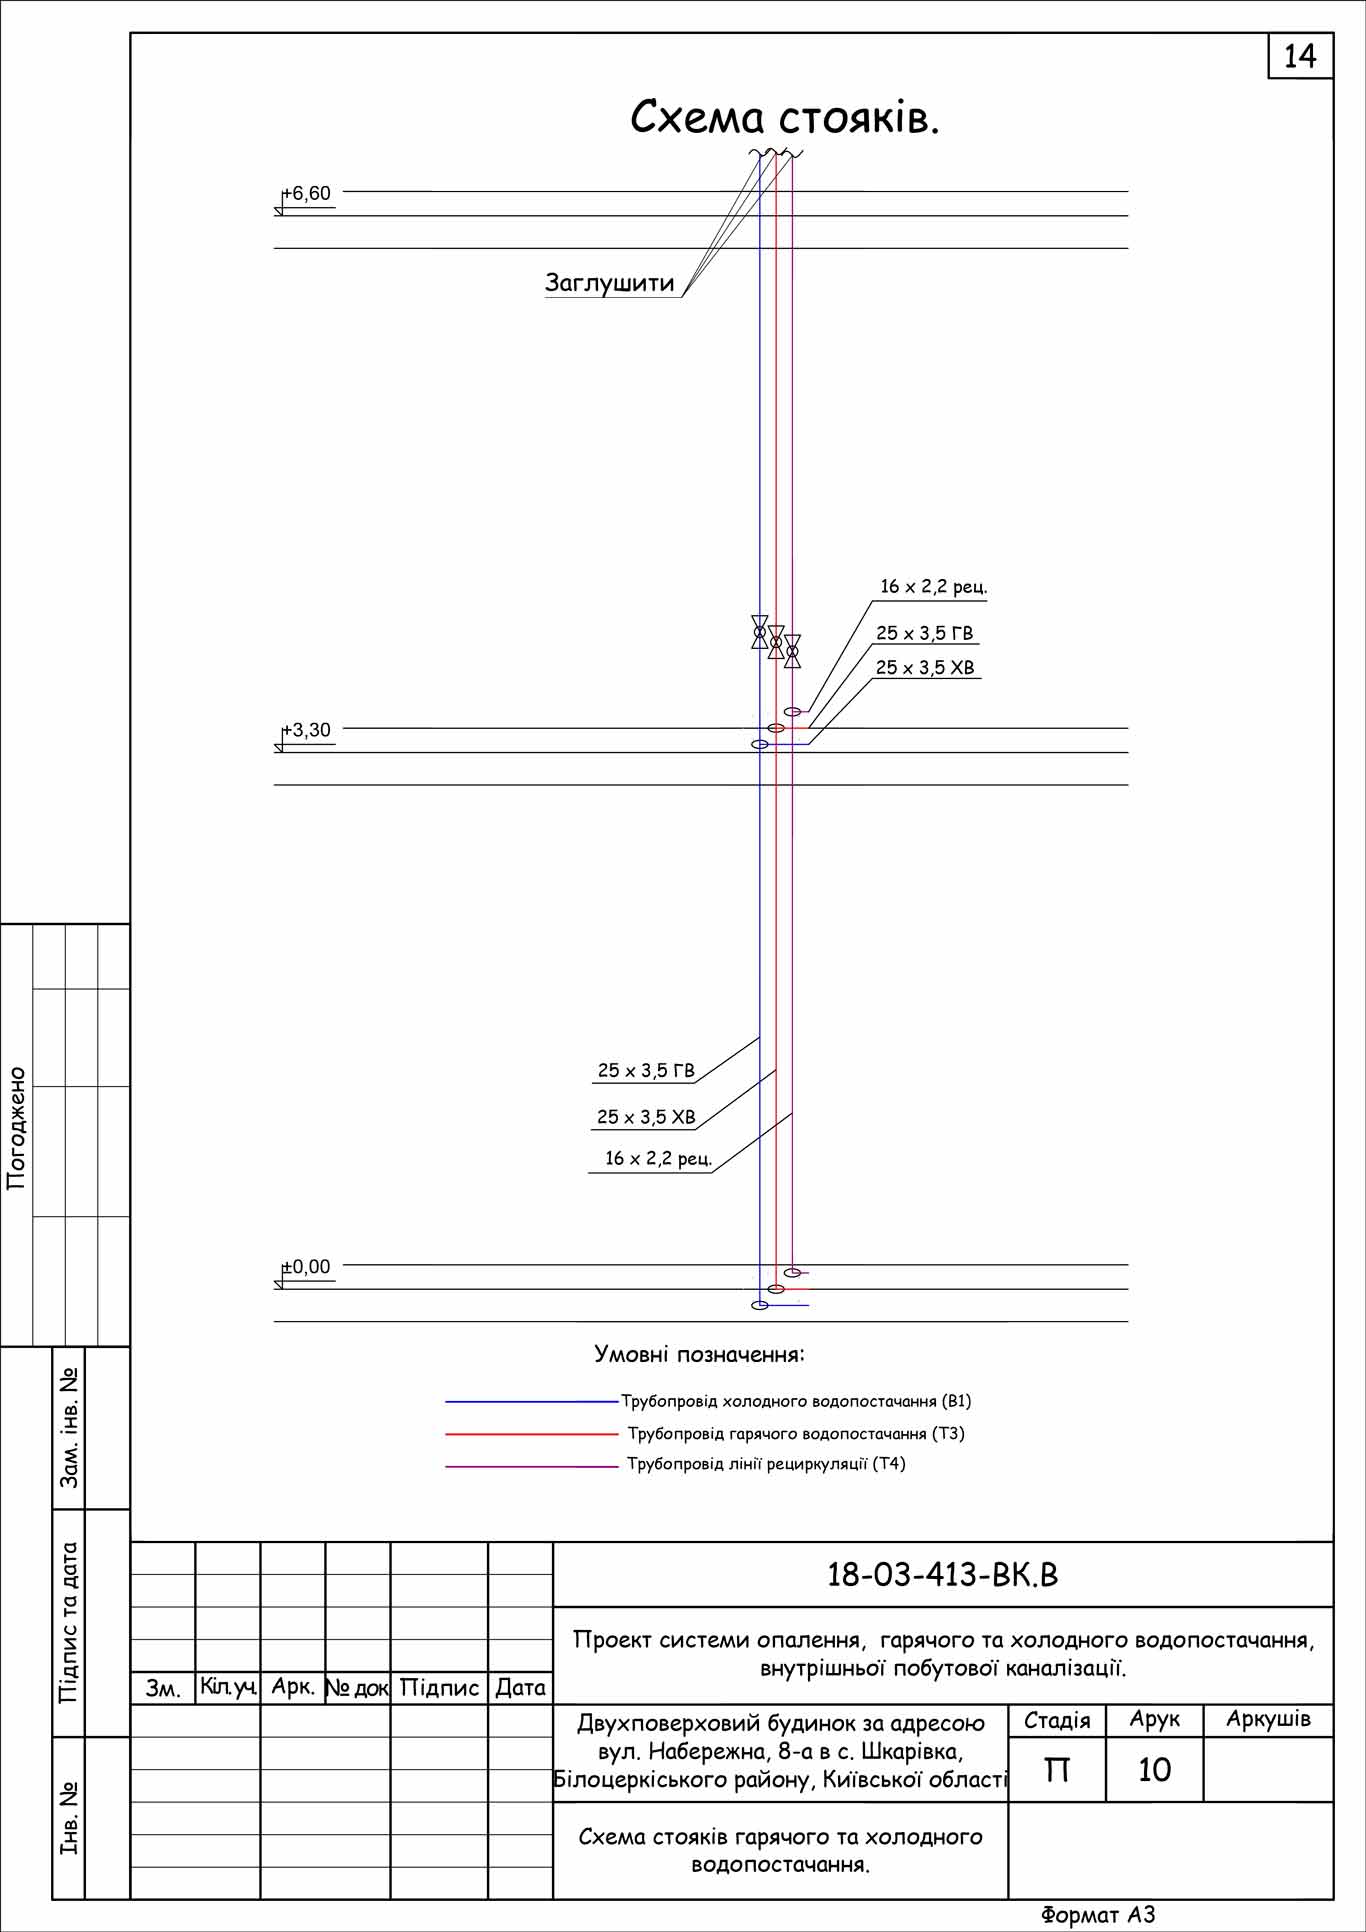 14
Схема стояків.
+6,60
Заглушити
16 x 2,2 рец.
25 x 3,5 ГВ
25 x 3,5 ХВ
+3,30
25 x 3,5 ГВ
25 x 3,5 ХВ
16 x 2,2 рец.
±0,00
Умовні позначення:
Трубопровід холодного водопостачання (В1)
Трубопровід гарячого водопостачання (Т3)
Трубопровід лінії рециркуляції (Т4)
Погоджено
Зам. інв. №
Підпис та дата
Інв. №
18-03-413-ВК.В
Проект системи опалення, гарячого та холодного водопостачання,
внутрішньої побутової каналізації.
Зм. Кіл.уч. Арк. № док Підпис Дата
Двухповерховий будинок за адресою
вул. Набережна, 8-а в с. Шкарівка,
Білоцеркіського району, Київської області
Стадія Арук Аркушів
П 10
Схема стояків гарячого та холодного
водопостачання.
Формат А3